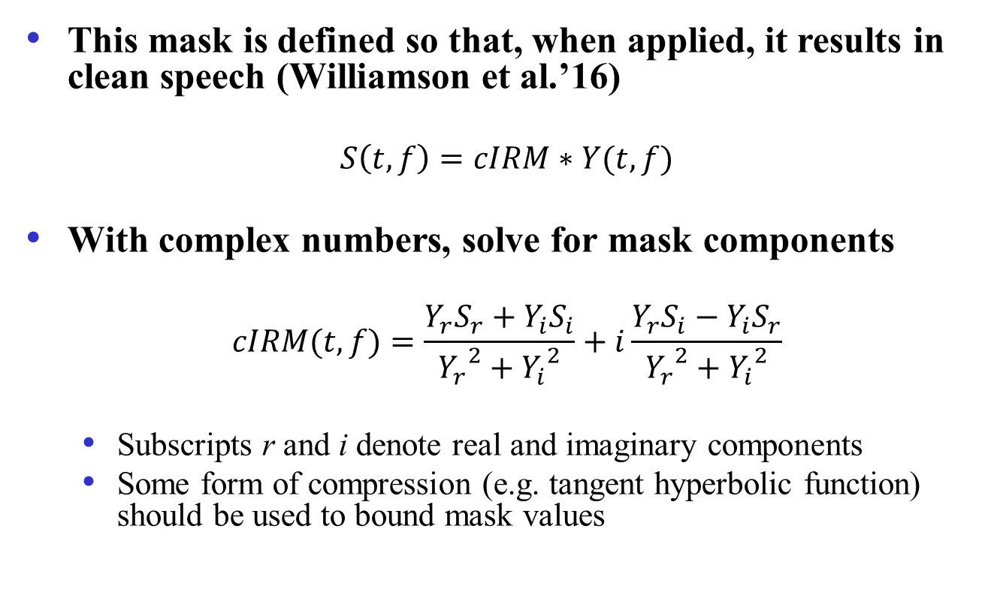 • This mask is defined so that, when applied, it results in
clean speech (Williamson et al.’16)
S(t, f) = cIRM ∗ Y(t, f)
• With complex numbers, solve for mask components
cIRM(t, f) = \frac{Y_r S_r + Y_i S_i}{{Y_r}^2 + {Y_i}^2} + i \frac{Y_r S_i − Y_i S_r}{{Y_r}^2 + {Y_i}^2}
• Subscripts r and i denote real and imaginary components
• Some form of compression (e.g. tangent hyperbolic function)
should be used to bound mask values